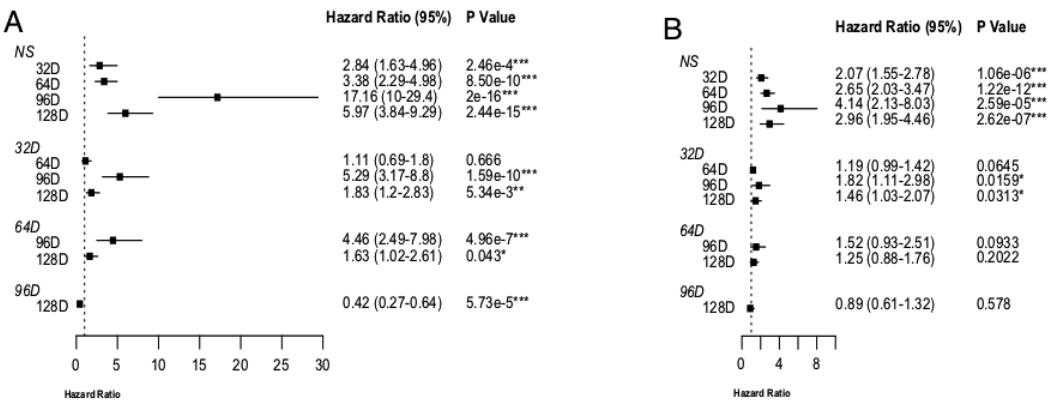 A
Hazard Ratio (95%) P Value
NS
32D 2.84 (1.63-4.96) 2.46e-4***
64D 3.38 (2.29-4.98) 8.50e-10***
96D 17.16 (10-29.4) 2e-16***
128D 5.97 (3.84-9.29) 2.44e-15***
32D
64D 1.11 (0.69-1.8) 0.666
96D 5.29 (3.17-8.8) 1.59e-10***
128D 1.83 (1.2-2.83) 5.34e-3**
64D
96D 4.46 (2.49-7.98) 4.96e-7***
128D 1.63 (1.02-2.61) 0.043*
96D
128D 0.42 (0.27-0.64) 5.73e-5***
0 5 10 15 20 25 30
Hazard Ratio
B
Hazard Ratio (95%) P Value
NS
32D 2.07 (1.55-2.78) 1.06e-06***
64D 2.65 (2.03-3.47) 1.22e-12***
96D 4.14 (2.13-8.03) 2.59e-05***
128D 2.96 (1.95-4.46) 2.62e-07***
32D
64D 1.19 (0.99-1.42) 0.0645
96D 1.82 (1.11-2.98) 0.0159*
128D 1.46 (1.03-2.07) 0.0313*
64D
96D 1.52 (0.93-2.51) 0.0933
128D 1.25 (0.88-1.76) 0.2022
96D
128D 0.89 (0.61-1.32) 0.578
0 4 8
Hazard Ratio